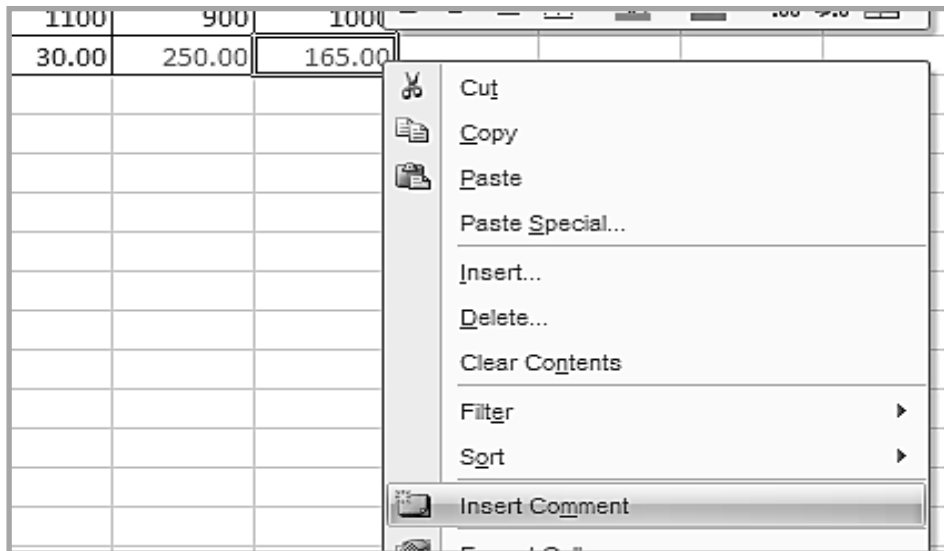 1100 900 1000
30.00 250.00 165.00
Cut
Copy
Paste
Paste Special...
Insert...
Delete...
Clear Contents
Filter
Sort
Insert Comment